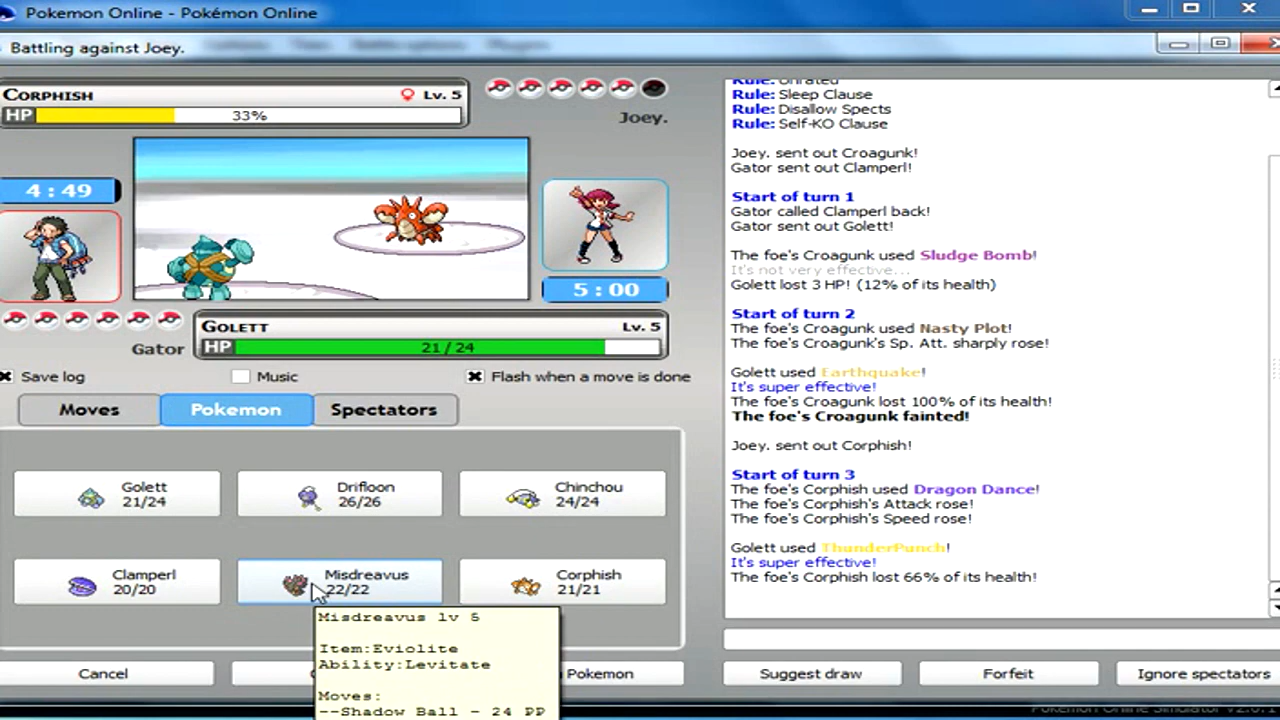 Pokemon Online - Pokémon Online
Battling against Joey.
CORPHISH Lv. 5
HP 33%
Joey.
4:49
5:00
GOLETT Lv. 5
HP 21 / 24
Gator
Save log Music Flash when a move is done
Moves Pokemon Spectators
Golett
21/24
Drifloon
26/26
Chinchou
24/24
Clamperl
20/20
Misdreavus
22/22
Corphish
21/21
Misdreavus lv 5
Item:Eviolite
Ability:Levitate
Moves:
--Shadow Ball - 24 PP
Cancel
Pokemon
Rule: Unrated
Rule: Sleep Clause
Rule: Disallow Spects
Rule: Self-KO Clause
Joey. sent out Croagunk!
Gator sent out Clamperl!
Start of turn 1
Gator called Clamperl back!
Gator sent out Golett!
The foe's Croagunk used Sludge Bomb!
It's not very effective...
Golett lost 3 HP! (12% of its health)
Start of turn 2
The foe's Croagunk used Nasty Plot!
The foe's Croagunk's Sp. Att. sharply rose!
Golett used Earthquake!
It's super effective!
The foe's Croagunk lost 100% of its health!
The foe's Croagunk fainted!
Joey. sent out Corphish!
Start of turn 3
The foe's Corphish used Dragon Dance!
The foe's Corphish's Attack rose!
The foe's Corphish's Speed rose!
Golett used ThunderPunch!
It's super effective!
The foe's Corphish lost 66% of its health!
Suggest draw Forfeit Ignore spectators